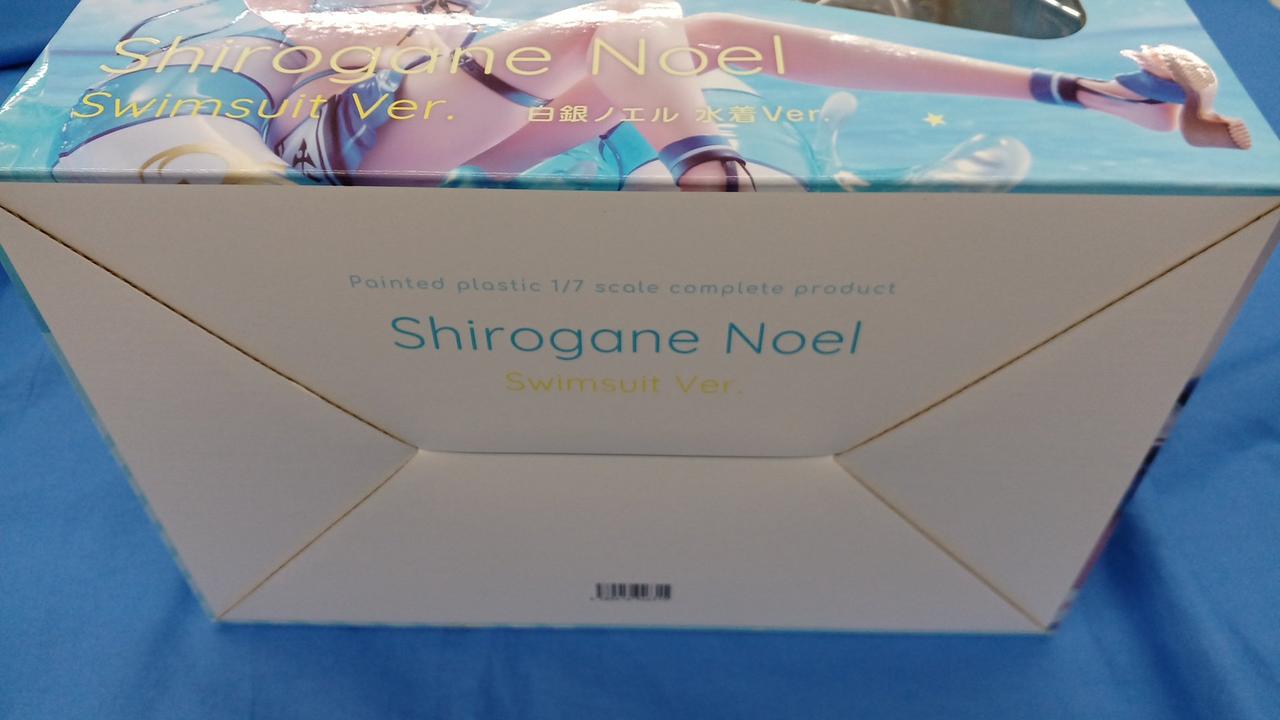 Shirogane Noel
Swimsuit Ver.
白銀ノエル 水着Ver.
Painted plastic 1/7 scale complete product
Shirogane Noel
Swimsuit Ver.